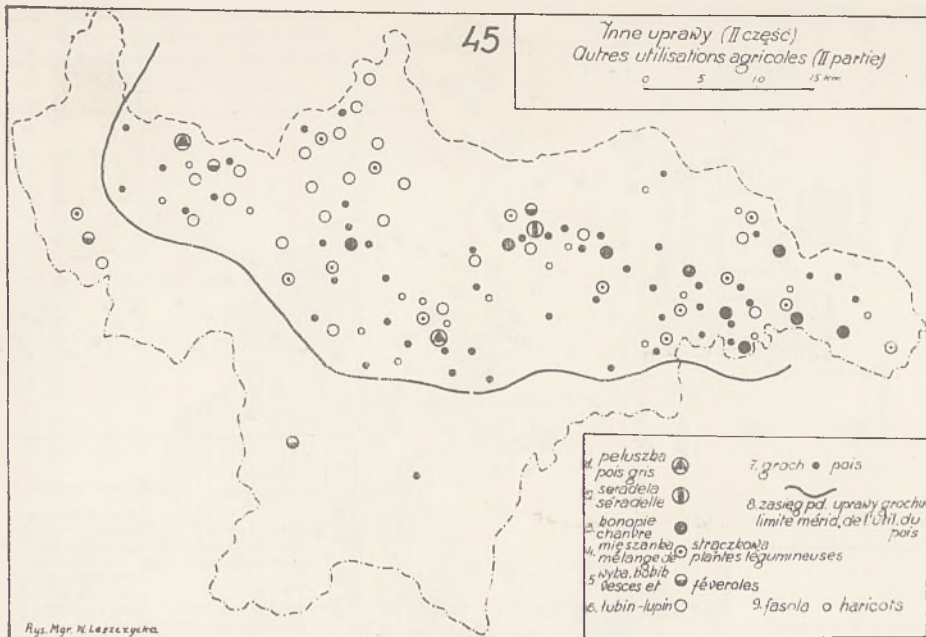 45
Inne uprawy (II część)
Autres utilisations agricoles (II partie)
0 5 10 15 km
1. peluszka
pois gris
2. seradela
séradelle
3. konopie
chanvre
4. mieszanka strączkowa
mélange de plantes légumineuses
5. wyka, bobik
vesces et féveroles
6. łubin-lupin
7. groch pois
8. zasięg pd. uprawy grochu
limite mérid. de l'util. du
pois
9. fasola haricots
Rys. Mgr. W. Leszczycka